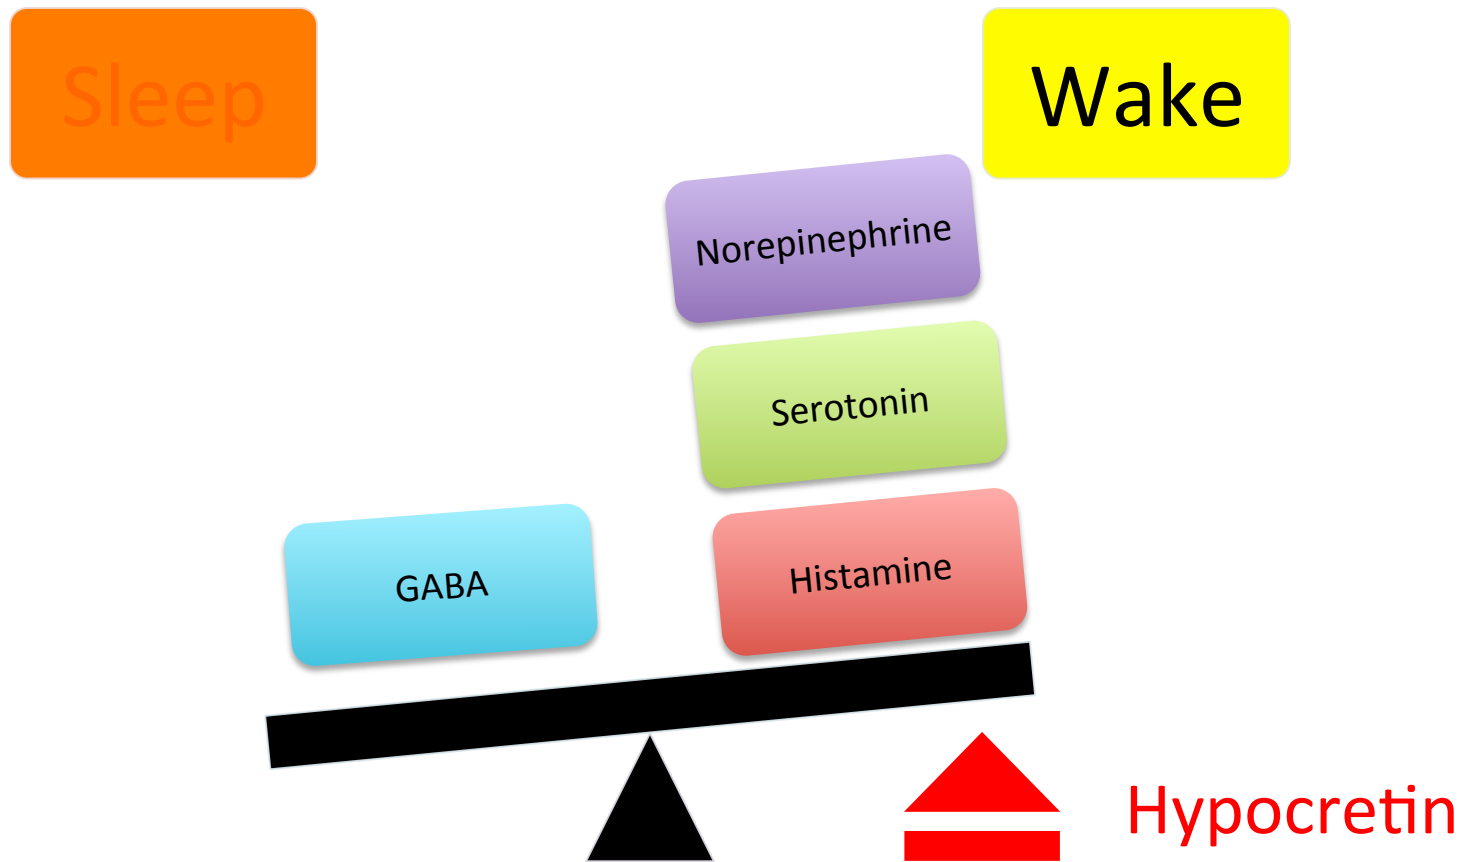 Sleep
Wake
Norepinephrine
Serotonin
Histamine
GABA
Hypocretin